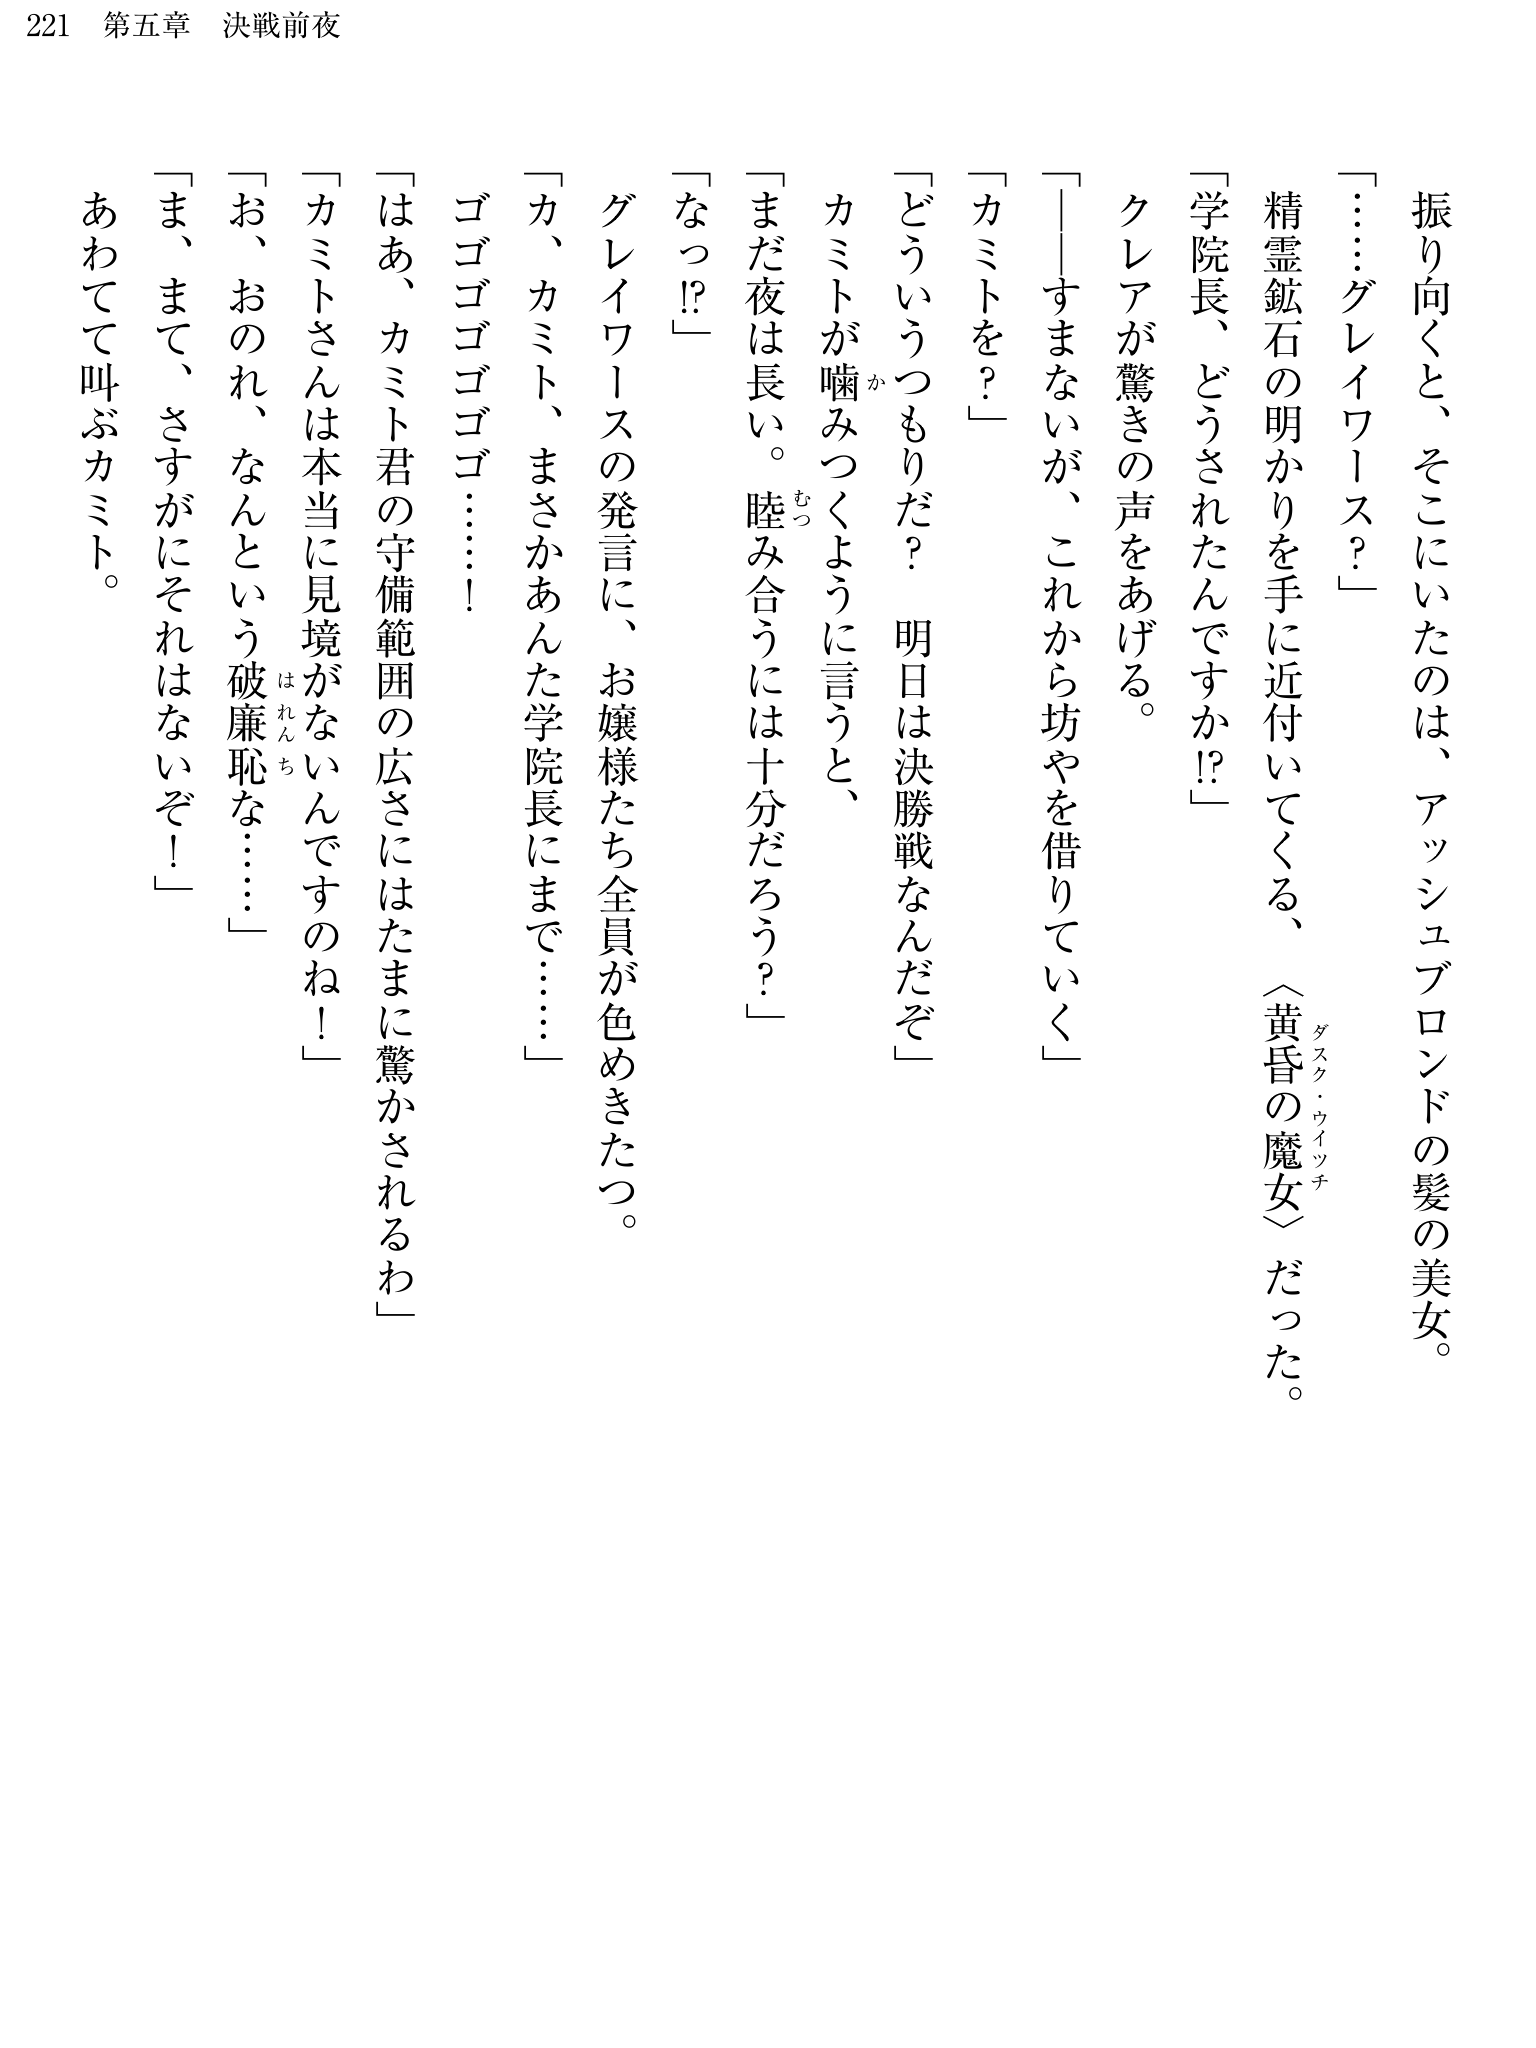 221　第五章　決戦前夜
　振り向くと、そこにいたのは、アッシュブロンドの髪の美女。
「……グレイワース？」
　精霊鉱石の明かりを手に近付いてくる、〈黄昏の魔女〉だった。
ダスク・ウイッチ
「学院長、どうされたんですか!?」
　クレアが驚きの声をあげる。
「――すまないが、これから坊やを借りていく」
「カミトを？」
「どういうつもりだ？　明日は決勝戦なんだぞ」
　カミトが噛みつくように言うと、
か
「まだ夜は長い。睦み合うには十分だろう？」
むつ
「なっ!?」
　グレイワースの発言に、お嬢様たち全員が色めきたつ。
「カ、カミト、まさかあんた学院長にまで……」
　ゴゴゴゴゴゴゴ……！
「はあ、カミト君の守備範囲の広さにはたまに驚かされるわ」
「カミトさんは本当に見境がないんですのね！」
「お、おのれ、なんという破廉恥な……」
はれんち
「ま、まて、さすがにそれはないぞ！」
　あわてて叫ぶカミト。